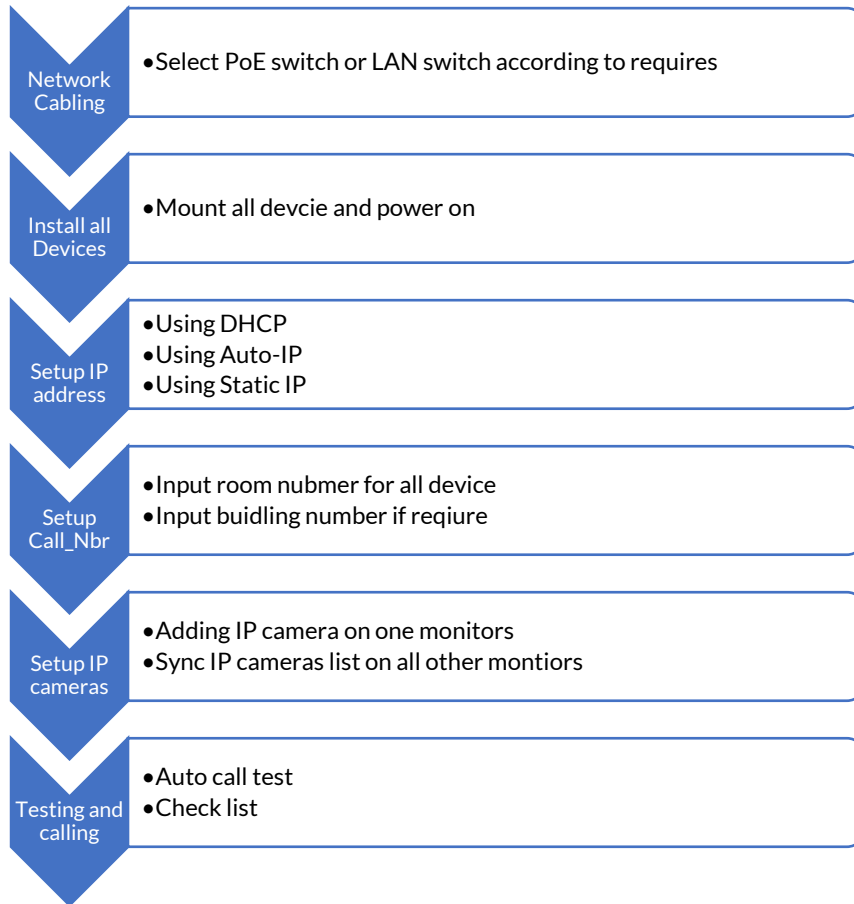 Network
Cabling
•Select PoE switch or LAN switch according to requires
Install all
Devices
•Mount all devcie and power on
Setup IP
address
•Using DHCP
•Using Auto-IP
•Using Static IP
Setup
Call_Nbr
•Input room nubmer for all device
•Input buidling number if reqiure
Setup IP
cameras
•Adding IP camera on one monitors
•Sync IP cameras list on all other montiors
Testing and
calling
•Auto call test
•Check list